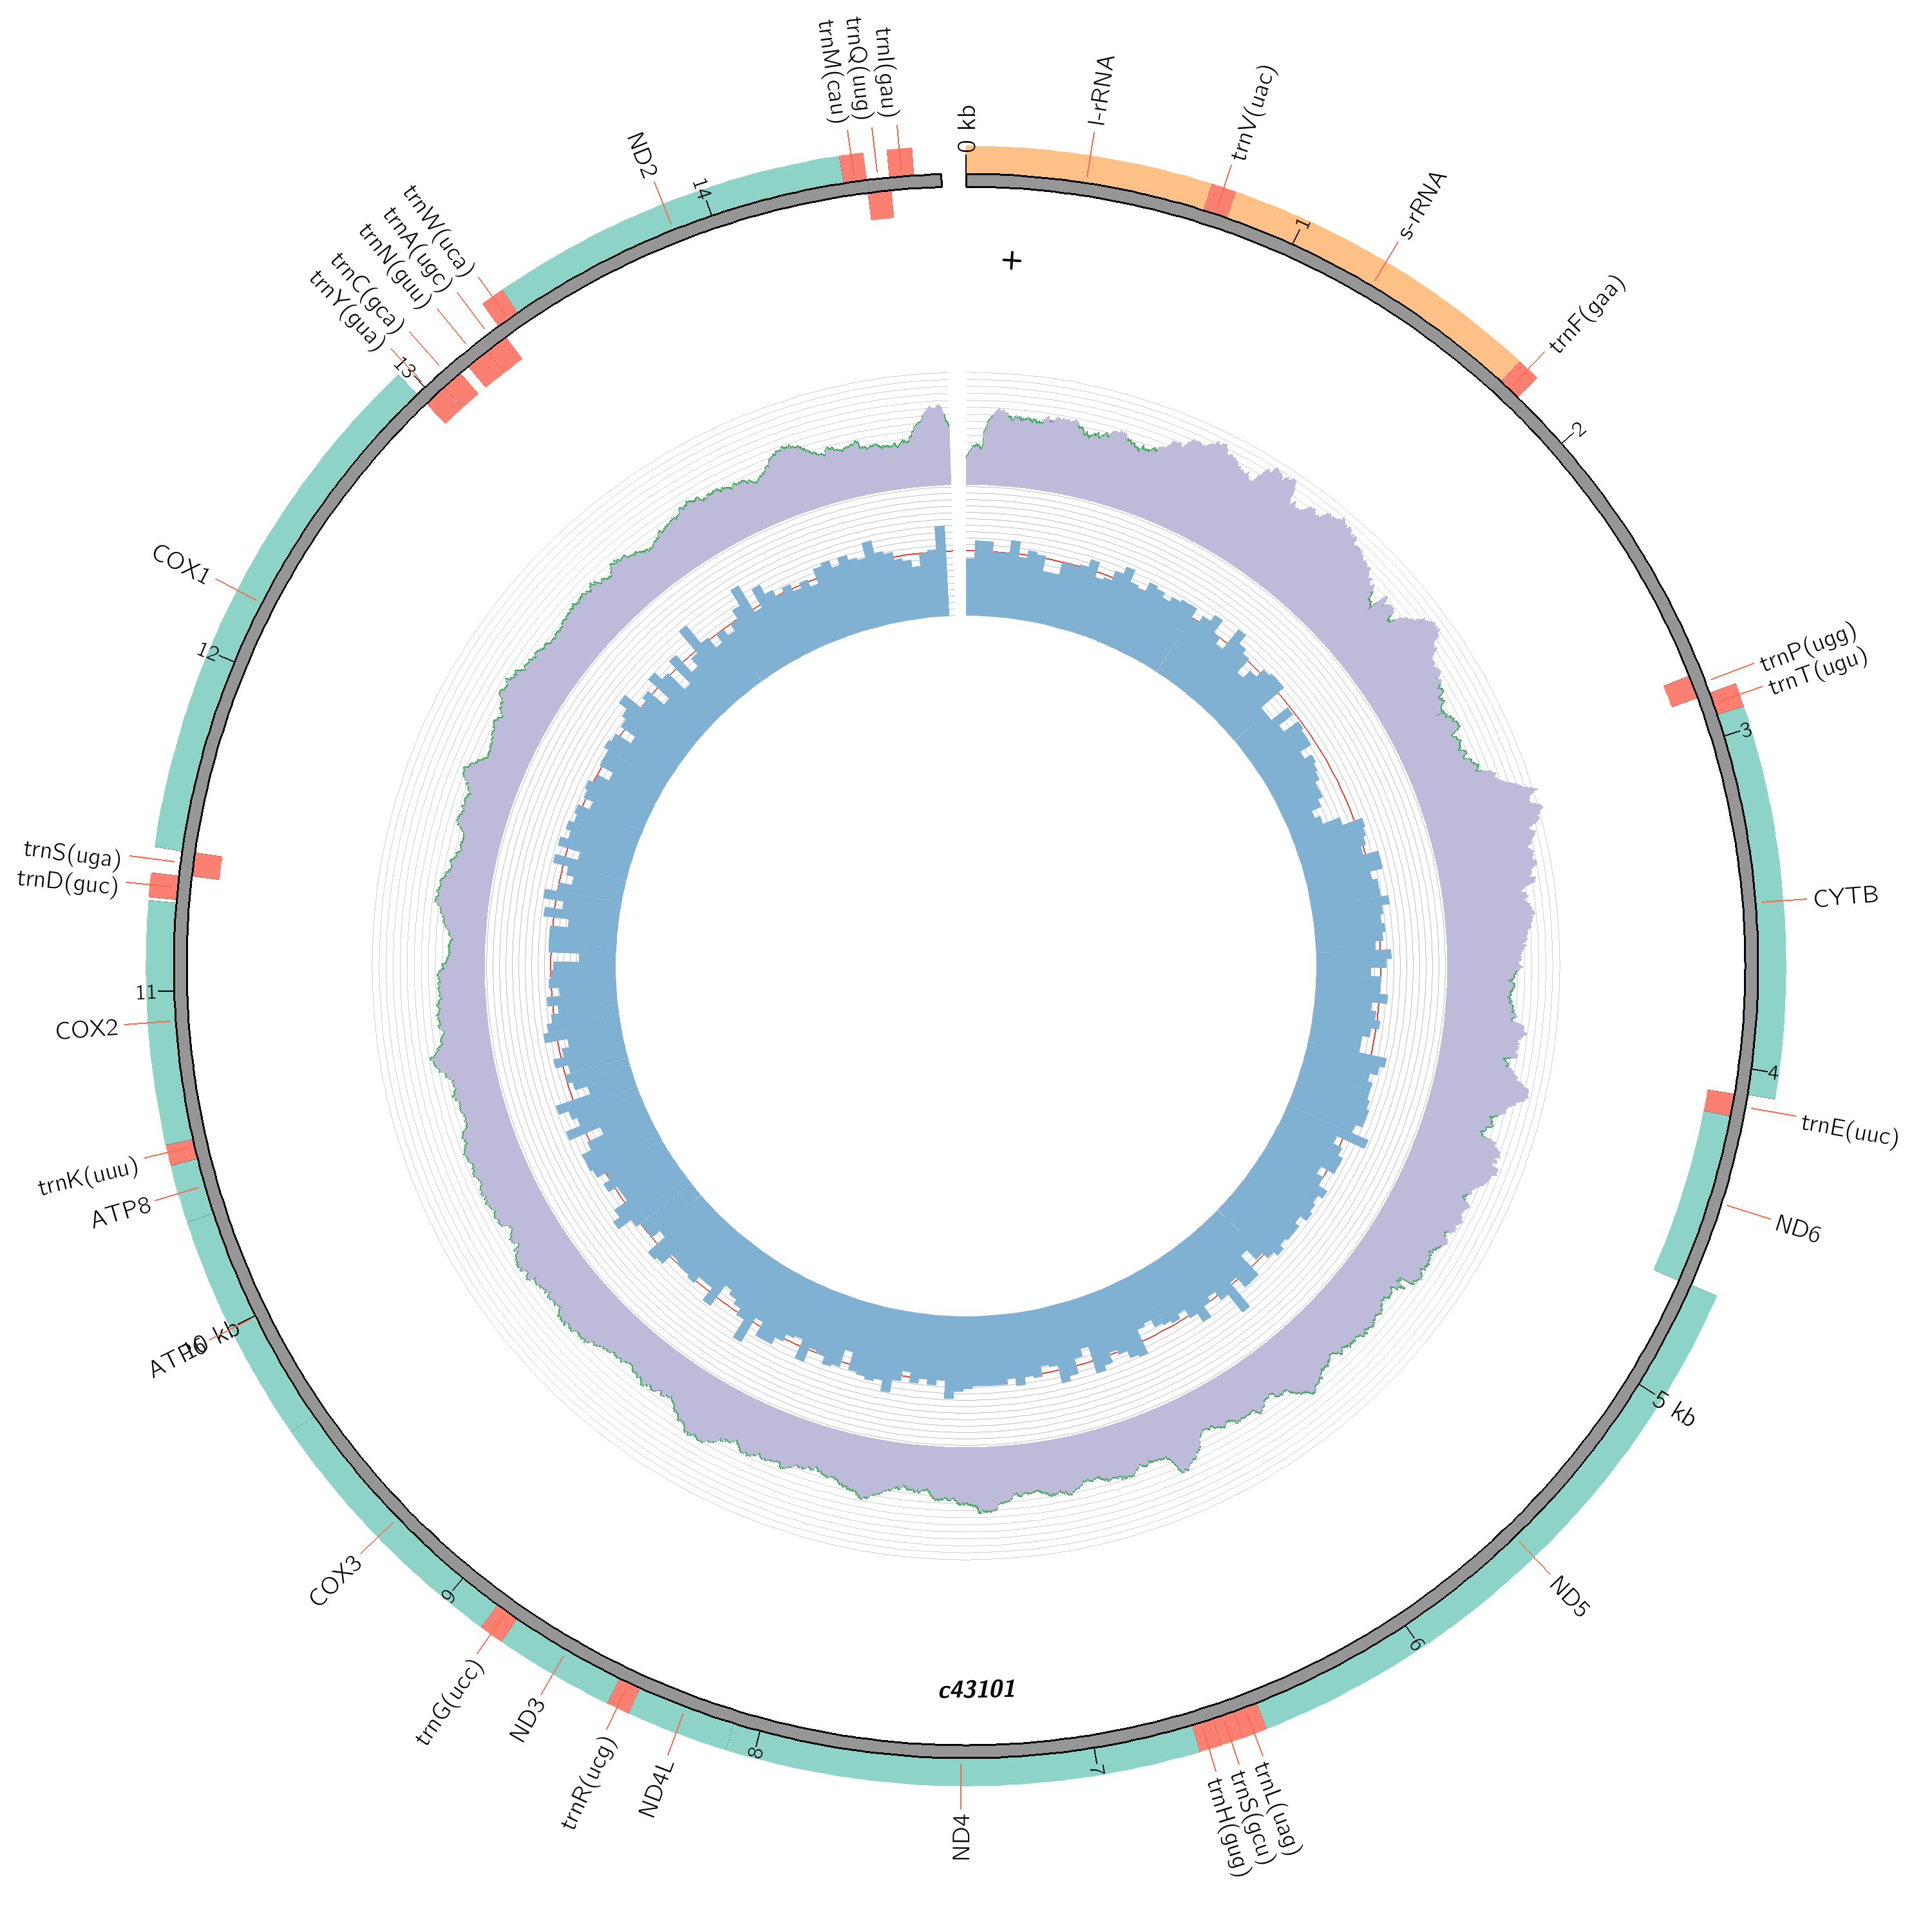 0 kb
l-rRNA
trnV(uac)
1
s-rRNA
trnF(gaa)
2
trnP(ugg)
trnT(ugu)
3
CYTB
4
trnE(uuc)
ND6
5 kb
ND5
6
trnL(uag)
trnS(gcu)
trnH(gug)
7
ND4
8
ND4L
trnR(ucg)
ND3
trnG(ucc)
9
COX3
10 kb
ATP6
ATP8
trnK(uuu)
COX2
11
trnD(guc)
trnS(uga)
12
COX1
13
trnY(gua)
trnC(gca)
trnN(guu)
trnA(ugc)
trnW(uca)
ND2
14
trnM(cau)
trnQ(uug)
trnI(gau)
+
c43101